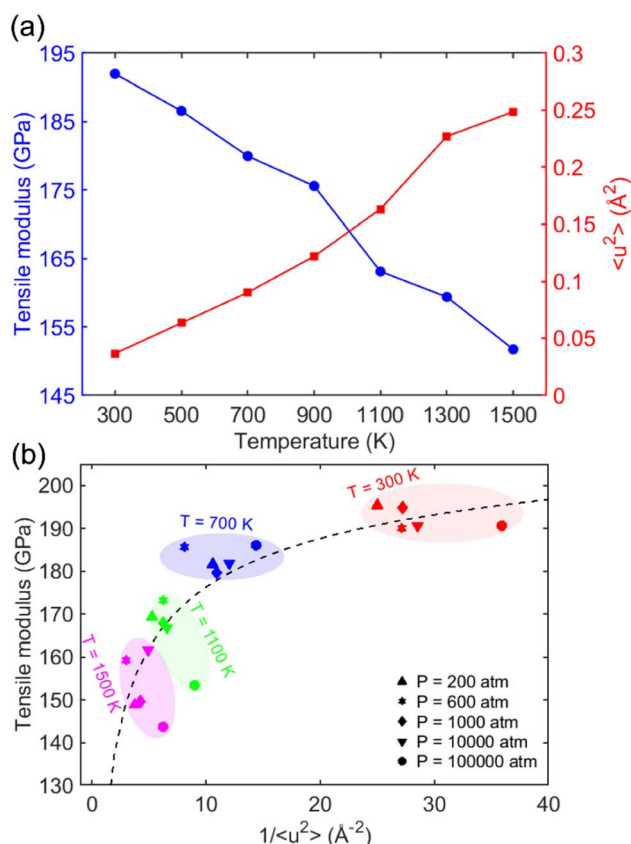 (a)
195
185
175
165
155
145
Tensile modulus (GPa)
0.3
0.25
0.2
0.15
0.1
0.05
0
<u²> (Å²)
300 500 700 900 1100 1300 1500
Temperature (K)
(b)
200
190
180
170
160
150
140
130
Tensile modulus (GPa)
T = 300 K
T = 700 K
T = 1100 K
T = 1500 K
P = 200 atm
P = 600 atm
P = 1000 atm
P = 10000 atm
P = 100000 atm
0 10 20 30 40
1/<u²> (Å⁻²)